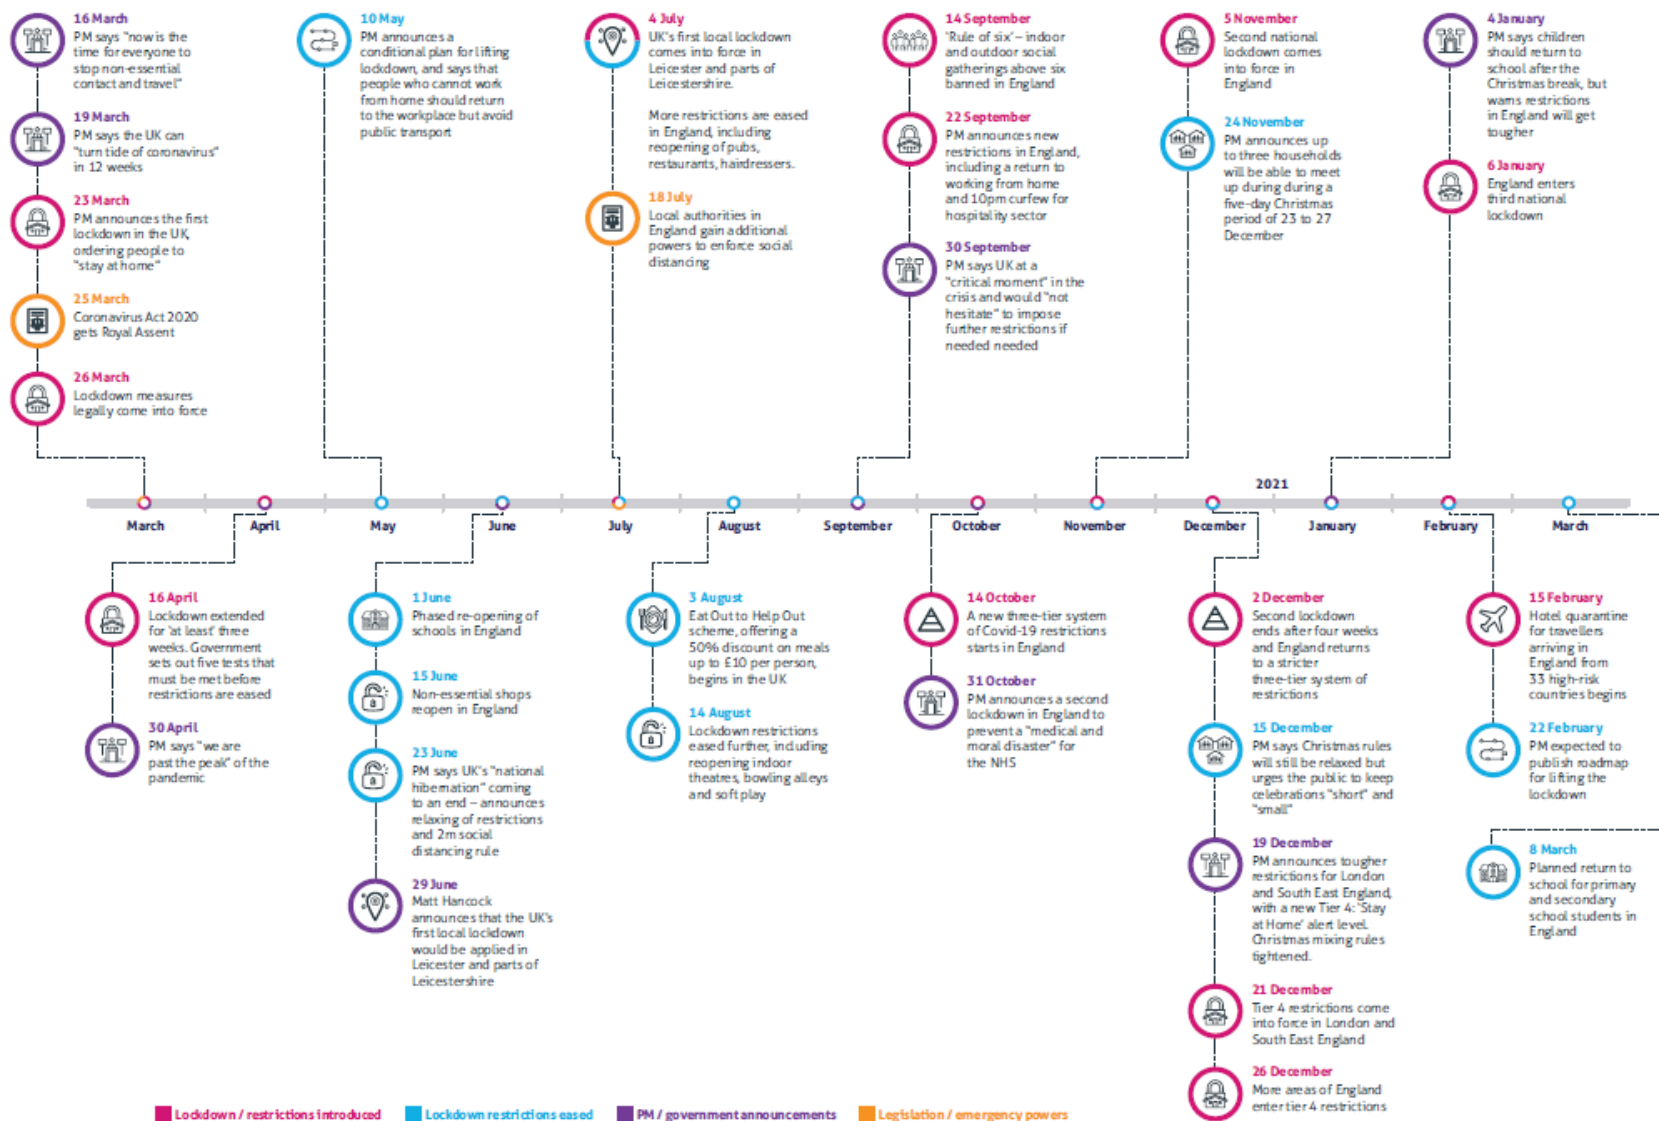 16 March
PM says "now is the
time for everyone to
stop non-essential
contact and travel"
19 March
PM says the UK can
"turn tide of coronavirus"
in 12 weeks
23 March
PM announces the first
lockdown in the UK,
ordering people to
"stay at home"
25 March
Coronavirus Act 2020
gets Royal Assent
26 March
Lockdown measures
legally come into force
10 May
PM announces a
conditional plan for lifting
lockdown, and says that
people who cannot work
from home should return
to the workplace but avoid
public transport
4 July
UK's first local lockdown
comes into force in
Leicester and parts of
Leicestershire.
More restrictions are eased
in England, including
reopening of pubs,
restaurants, hairdressers.
18 July
Local authorities in
England gain additional
powers to enforce social
distancing
14 September
'Rule of six' – indoor
and outdoor social
gatherings above six
banned in England
22 September
PM announces new
restrictions in England,
including a return to
working from home
and 10pm curfew for
hospitality sector
30 September
PM says UK at a
"critical moment" in the
crisis and would "not
hesitate" to impose
further restrictions if
needed needed
5 November
Second national
lockdown comes
into force in
England
24 November
PM announces up
to three households
will be able to meet
up during during a
five-day Christmas
period of 23 to 27
December
4 January
PM says children
should return to
school after the
Christmas break, but
warns restrictions
in England will get
tougher
6 January
England enters
third national
lockdown
2021
March April May June July August September October November December January February March
16 April
Lockdown extended
for 'at least' three
weeks. Government
sets out five tests that
must be met before
restrictions are eased
30 April
PM says "we are
past the peak" of the
pandemic
1 June
Phased re-opening of
schools in England
15 June
Non-essential shops
reopen in England
23 June
PM says UK's "national
hibernation" coming
to an end – announces
relaxing of restrictions
and 2m social
distancing rule
29 June
Matt Hancock
announces that the UK's
first local lockdown
would be applied in
Leicester and parts of
Leicestershire
3 August
Eat Out to Help Out
scheme, offering a
50% discount on meals
up to £10 per person,
begins in the UK
14 August
Lockdown restrictions
eased further, including
reopening indoor
theatres, bowling alleys
and soft play
14 October
A new three-tier system
of Covid-19 restrictions
starts in England
31 October
PM announces a second
lockdown in England to
prevent a "medical and
moral disaster" for
the NHS
2 December
Second lockdown
ends after four weeks
and England returns
to a stricter
three-tier system of
restrictions
15 December
PM says Christmas rules
will still be relaxed but
urges the public to keep
celebrations "short" and
"small"
19 December
PM announces tougher
restrictions for London
and South East England,
with a new Tier 4: 'Stay
at Home' alert level.
Christmas mixing rules
tightened.
21 December
Tier 4 restrictions come
into force in London and
South East England
26 December
More areas of England
enter tier 4 restrictions
15 February
Hotel quarantine
for travellers
arriving in
England from
33 high-risk
countries begins
22 February
PM expected to
publish roadmap
for lifting the
lockdown
8 March
Planned return to
school for primary
and secondary
school students in
England
Lockdown / restrictions introduced
Lockdown restrictions eased
PM / government announcements
Legislation / emergency powers